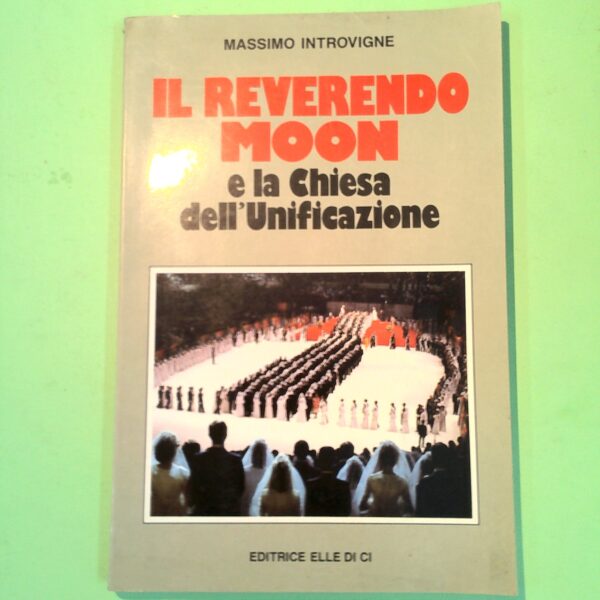 MASSIMO INTROVIGNE
IL REVERENDO
MOON
e la Chiesa
dell'Unificazione
EDITRICE ELLE DI CI